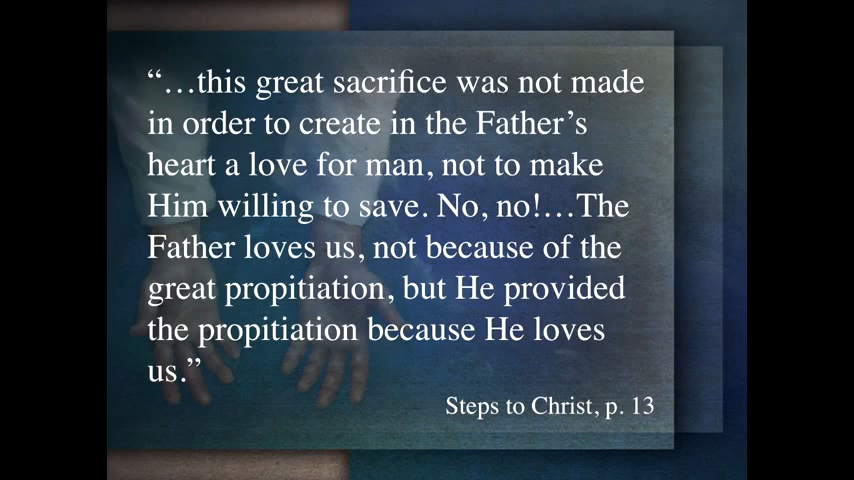 “…this great sacrifice was not made
in order to create in the Father’s
heart a love for man, not to make
Him willing to save. No, no!…The
Father loves us, not because of the
great propitiation, but He provided
the propitiation because He loves
us.”
Steps to Christ, p. 13